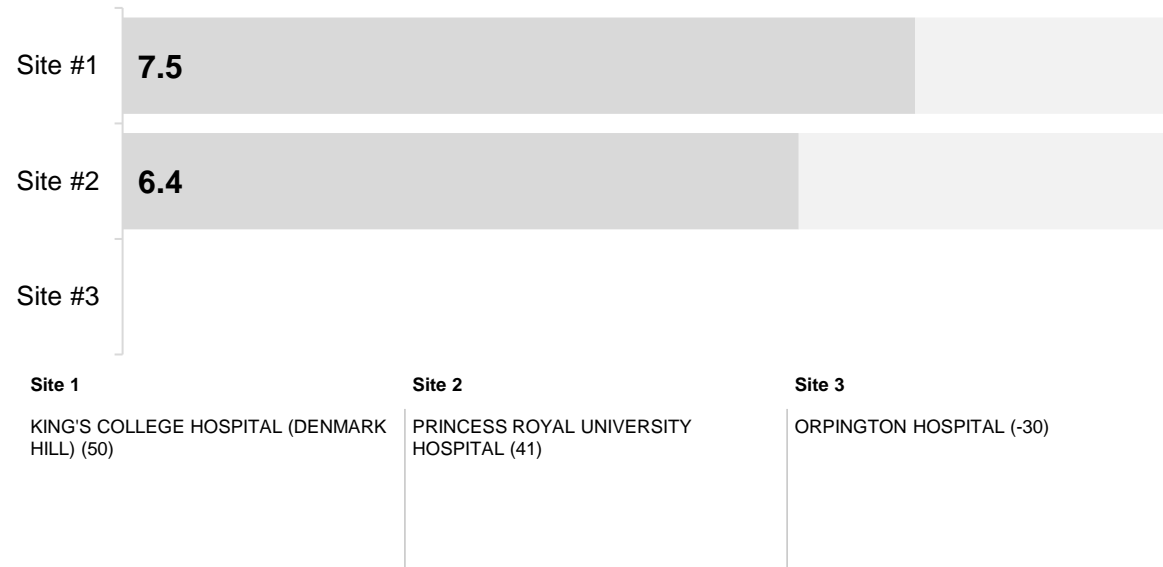 Site #1
7.5
Site #2
6.4
Site #3
Site 1
KING'S COLLEGE HOSPITAL (DENMARK
HILL) (50)
Site 2
PRINCESS ROYAL UNIVERSITY
HOSPITAL (41)
Site 3
ORPINGTON HOSPITAL (-30)